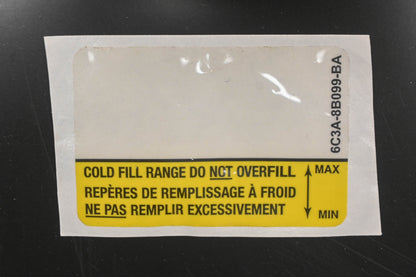 6C3A-8B099-BA
COLD FILL RANGE DO NOT OVERFILL
REPÈRES DE REMPLISSAGE À FROID
NE PAS REMPLIR EXCESSIVEMENT
MAX
MIN